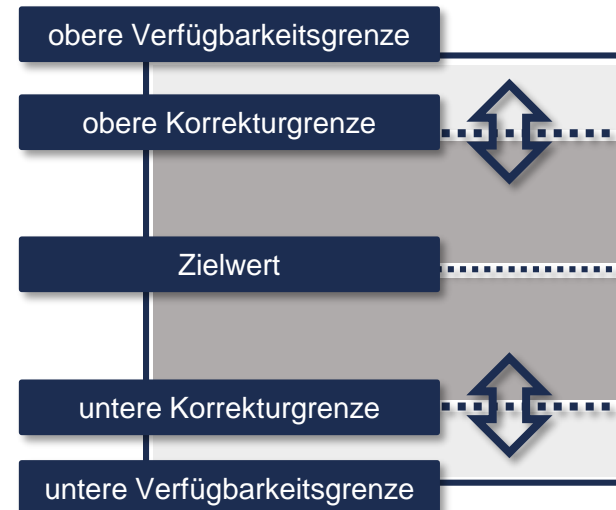 obere Verfügbarkeitsgrenze
obere Korrekturgrenze
Zielwert
untere Korrekturgrenze
untere Verfügbarkeitsgrenze